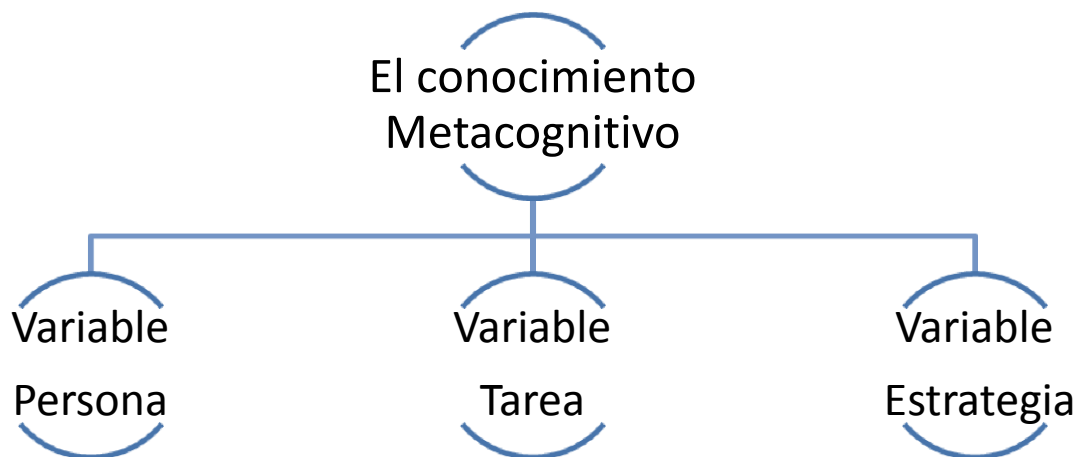 El conocimiento
Metacognitivo
Variable
Persona
Variable
Tarea
Variable
Estrategia